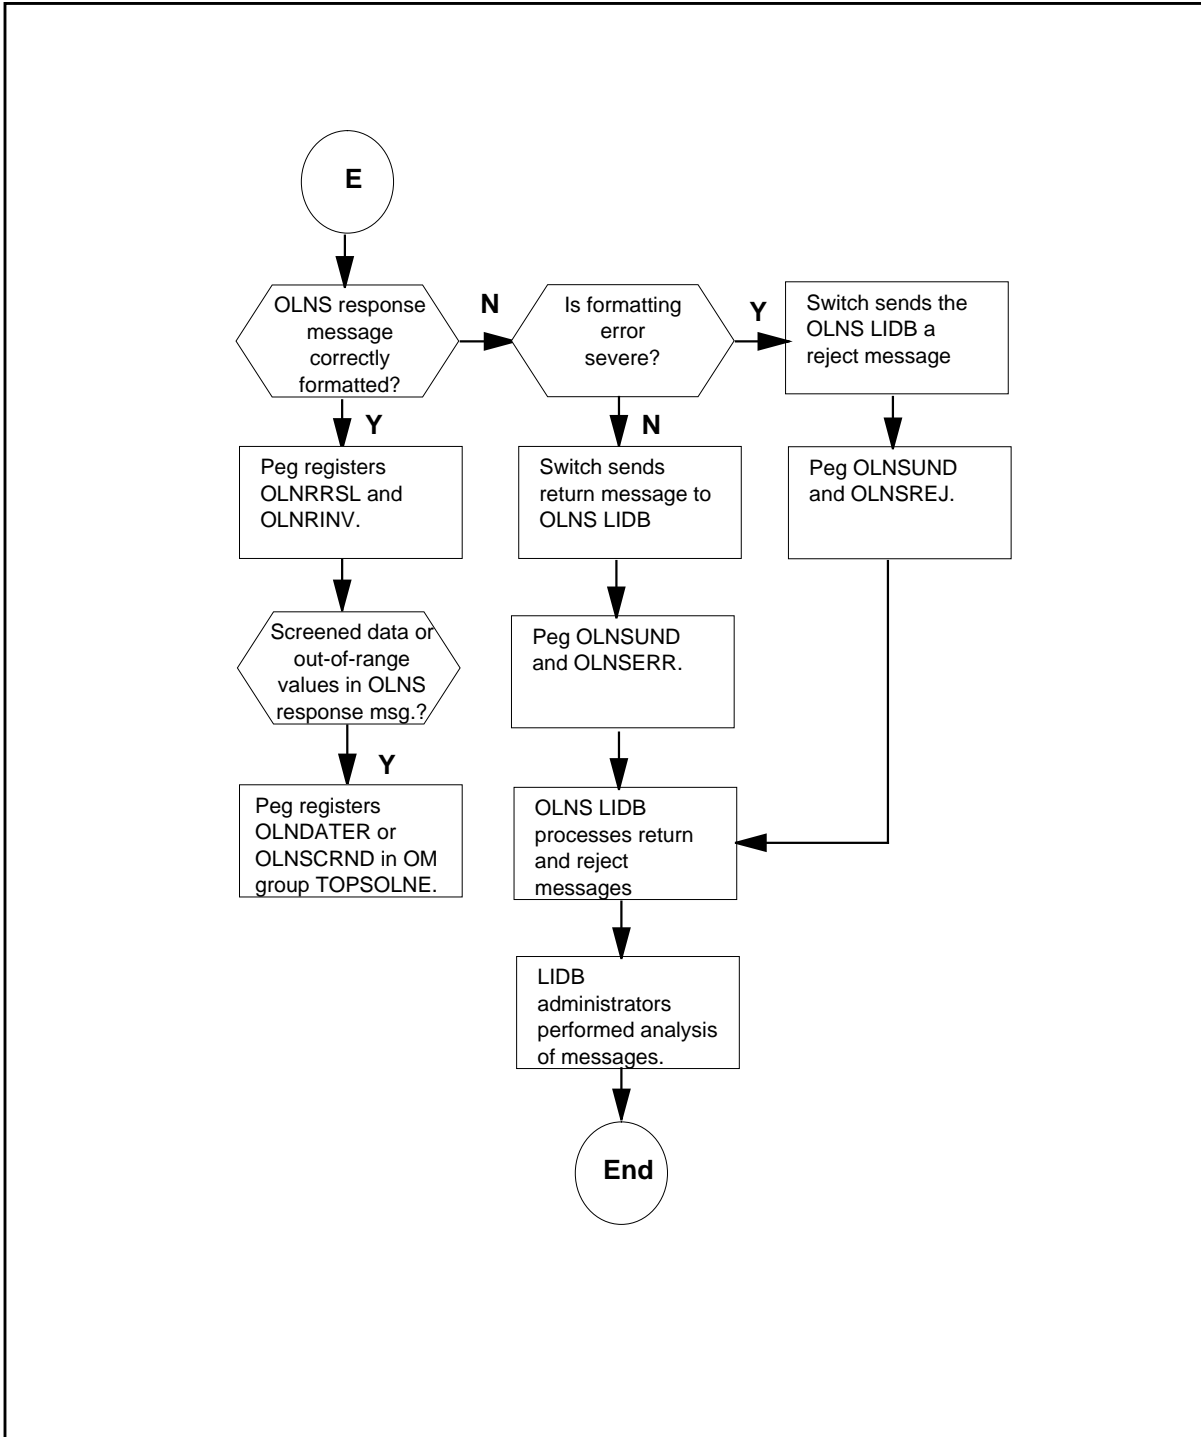 E
OLNS response
message
correctly
formatted?
N
Is formatting
error
severe?
Y
Switch sends the
OLNS LIDB a
reject message
Y
Peg registers
OLNRRSL and
OLNRINV.
N
Switch sends
return message to
OLNS LIDB
Peg OLNSUND
and OLNSREJ.
Screened data or
out-of-range
values in OLNS
response msg.?
Peg OLNSUND
and OLNSERR.
Y
Peg registers
OLNDATER or
OLNSCRND in OM
group TOPSOLNE.
OLNS LIDB
processes return
and reject
messages
LIDB
administrators
performed analysis
of messages.
End